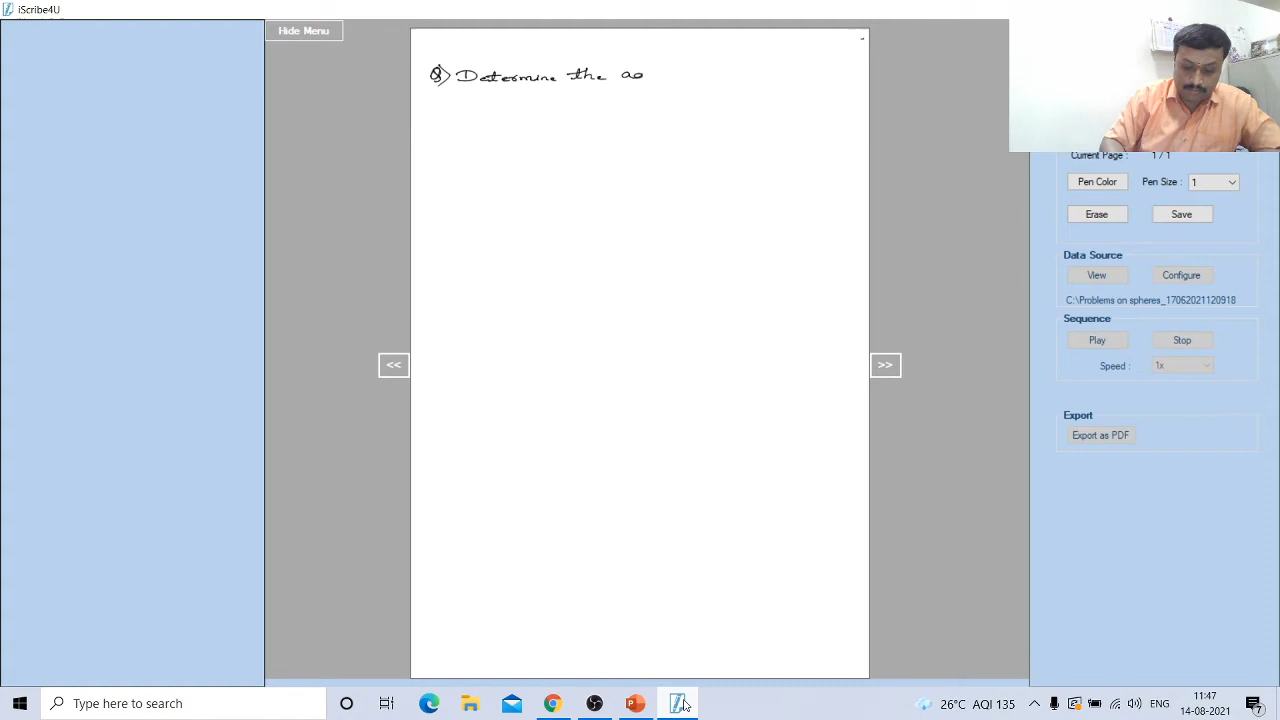 iScribe4U
Hide Menu
Q) Determine the
Current Page : 1 / 1
Pen Color Pen Size : 1
Erase Save
Data Source
View Configure
C:\Problems on spheres_17062021120918
Sequence
Play Stop
Speed : 1x
<< >>
Export
Export as PDF
Type here to search
26°C AQI 135 ENG 11:47
14-08-2021
7